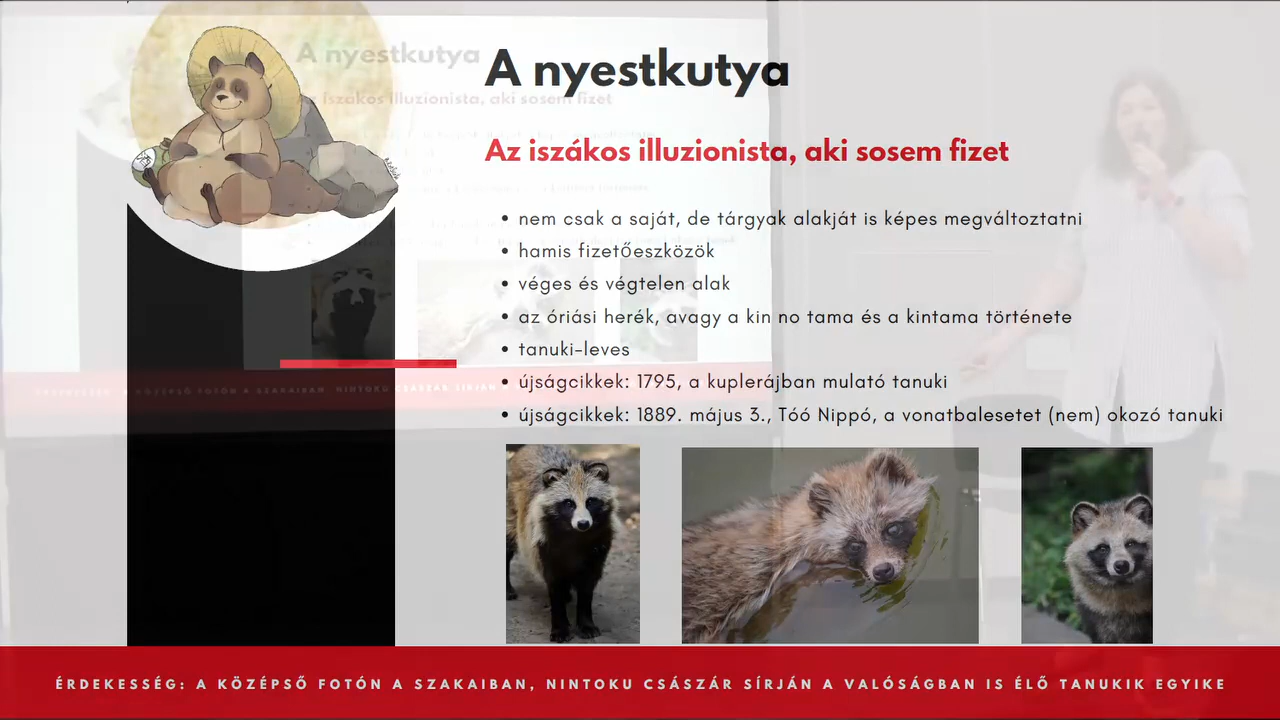 A nyestkutya
Az iszákos illuzionista, aki sosem fizet
• nem csak a saját, de tárgyak alakját is képes megváltoztatni
• hamis fizetőeszközök
• véges és végtelen alak
• az óriási herék, avagy a kin no tama és a kintama története
• tanuki-leves
• újságcikkek: 1795, a kuplerájban mulató tanuki
• újságcikkek: 1889. május 3., Tóó Nippó, a vonatbalesetet (nem) okozó tanuki
ÉRDEKESSÉG: A KÖZÉPSŐ FOTÓN A SZAKAIBAN, NINTOKU CSÁSZÁR SÍRJÁN A VALÓSÁGBAN IS ÉLŐ TANUKIK EGYIKE